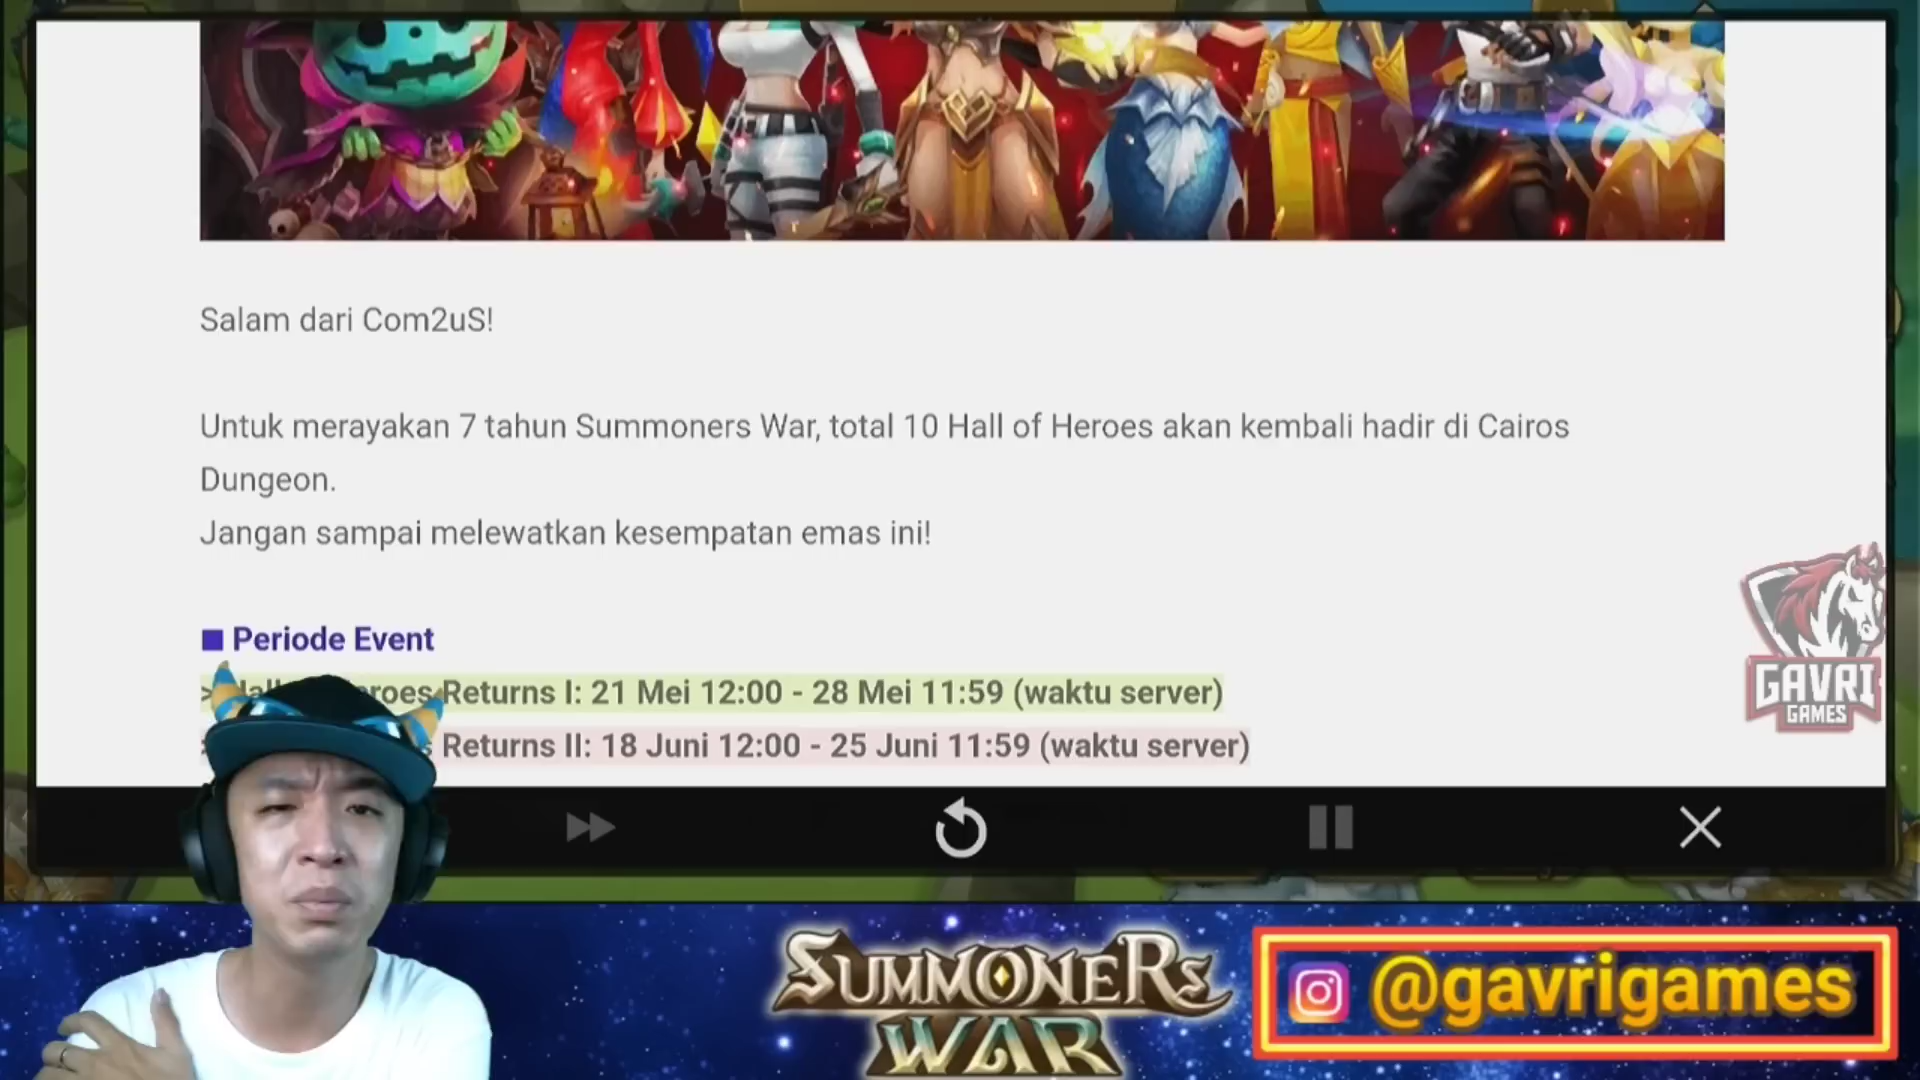 Salam dari Com2uS!
Untuk merayakan 7 tahun Summoners War, total 10 Hall of Heroes akan kembali hadir di Cairos
Dungeon.
Jangan sampai melewatkan kesempatan emas ini!
■ Periode Event
Returns I: 21 Mei 12:00 - 28 Mei 11:59 (waktu server)
Returns II: 18 Juni 12:00 - 25 Juni 11:59 (waktu server)
GAVRI
GAMES
SUMMONERS
WAR
@gavrigames